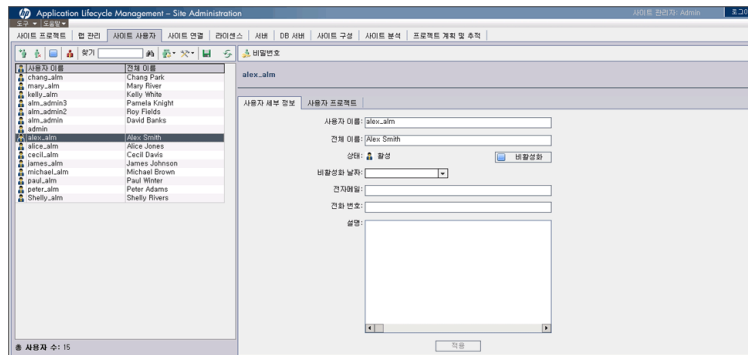 Application Lifecycle Management – Site Administration
사이트 관리자: Admin
도구 도움말
사이트 프로젝트 랩 관리 사이트 사용자 사이트 연결 라이센스 서버 DB 서버 사이트 구성 사이트 분석 프로젝트 계획 및 추적
찾기
비밀번호
사용자 이름 전체 이름
chang_alm Chang Park
mary_alm Mary River
kelly_alm Kelly White
alm_admin3 Pamela Knight
alm_admin2 Roy Fields
alm_admin David Banks
admin
alex_alm Alex Smith
alice_alm Alice Jones
cecil_alm Cecil Davis
james_alm James Johnson
michael_alm Michael Brown
paul_alm Paul Winter
peter_alm Peter Adams
Shelly_alm Shelly Rivers
총 사용자 수: 15
alex_alm
사용자 세부 정보 사용자 프로젝트
사용자 이름: alex_alm
전체 이름: Alex Smith
상태: 활성 비활성화
비활성화 날짜:
전자메일:
전화 번호:
설명:
적용